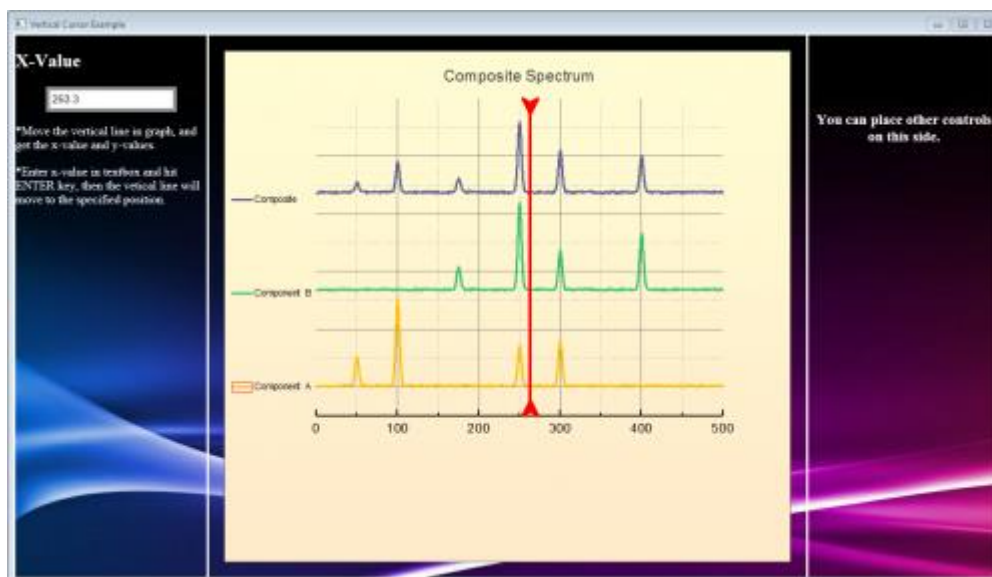 Vertical Cursor Example
X-Value
263.3
*Move the vertical line in graph, and
get the x-value and y-values.
*Enter x-value in textbox and hit
ENTER key, then the vetical line will
move to the specified position.
Composite Spectrum
Composite
Component B
Component A
0 100 200 300 400 500
You can place other controls
on this side.